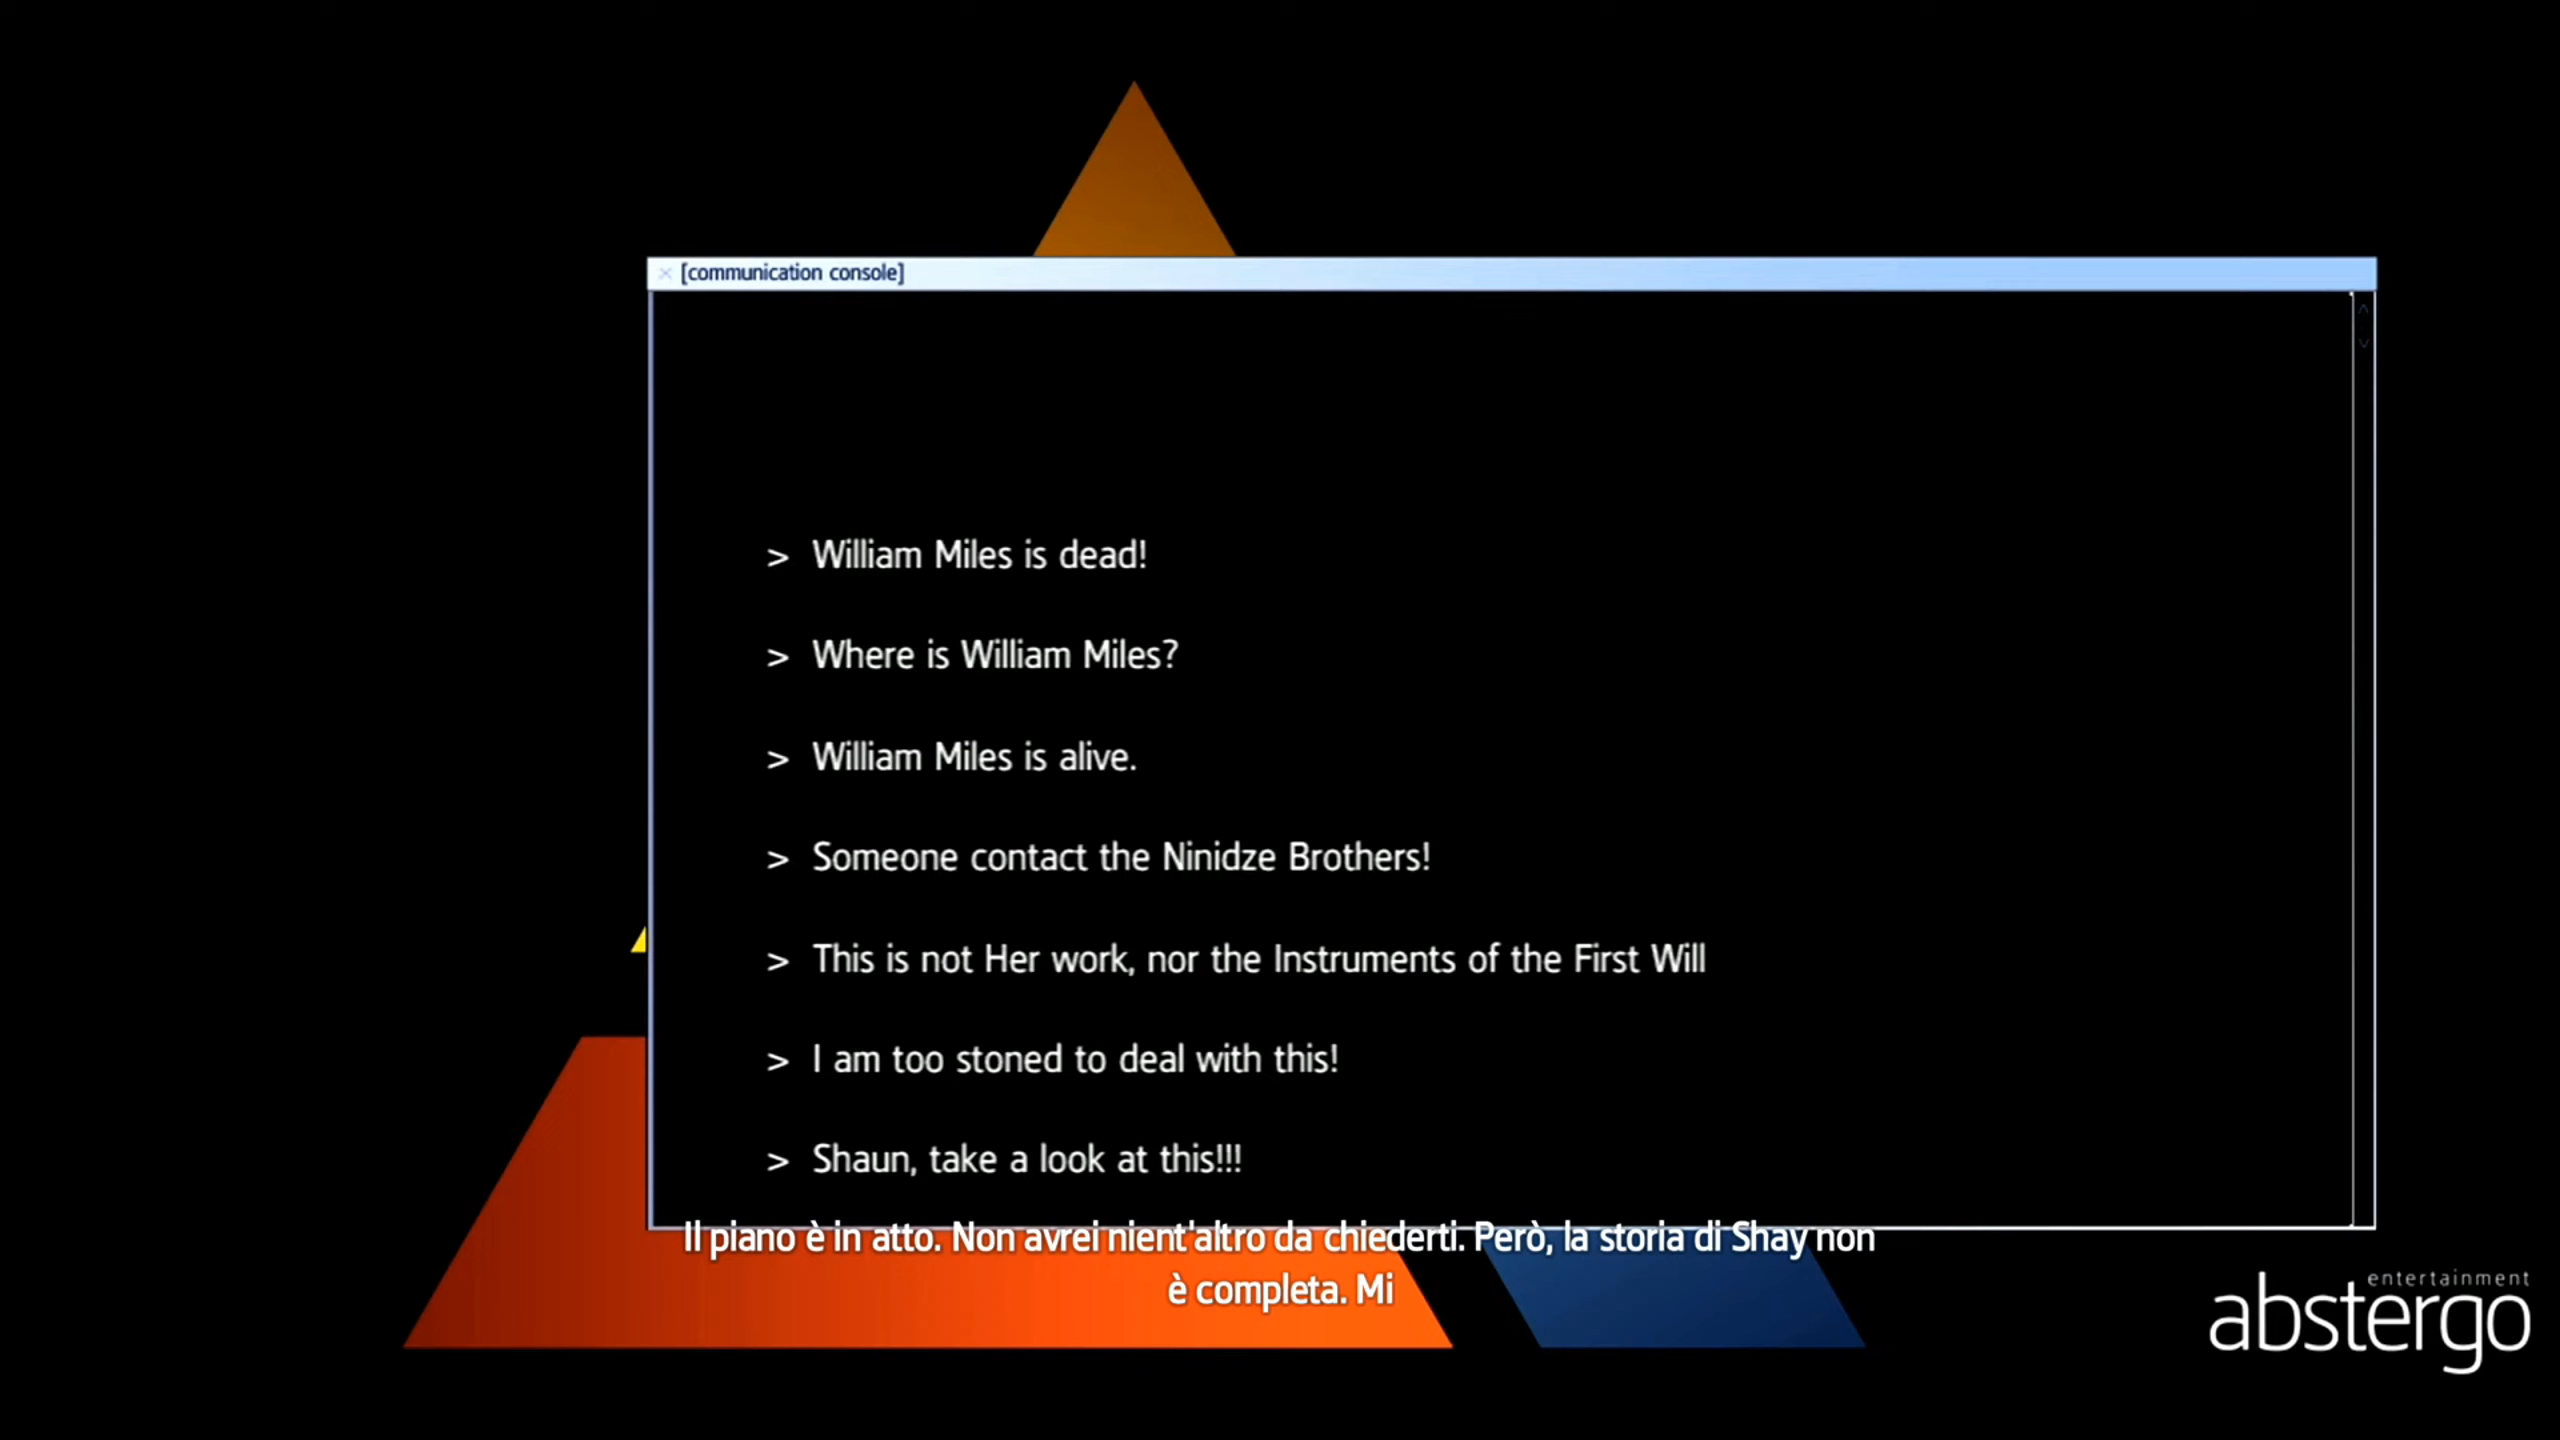 [communication console]
> William Miles is dead!
> Where is William Miles?
> William Miles is alive.
> Someone contact the Ninidze Brothers!
> This is not Her work, nor the Instruments of the First Will
> I am too stoned to deal with this!
> Shaun, take a look at this!!!
Il piano è in atto. Non avrei nient'altro da chiederti. Però, la storia di Shay non
è completa. Mi
entertainment
abstergo